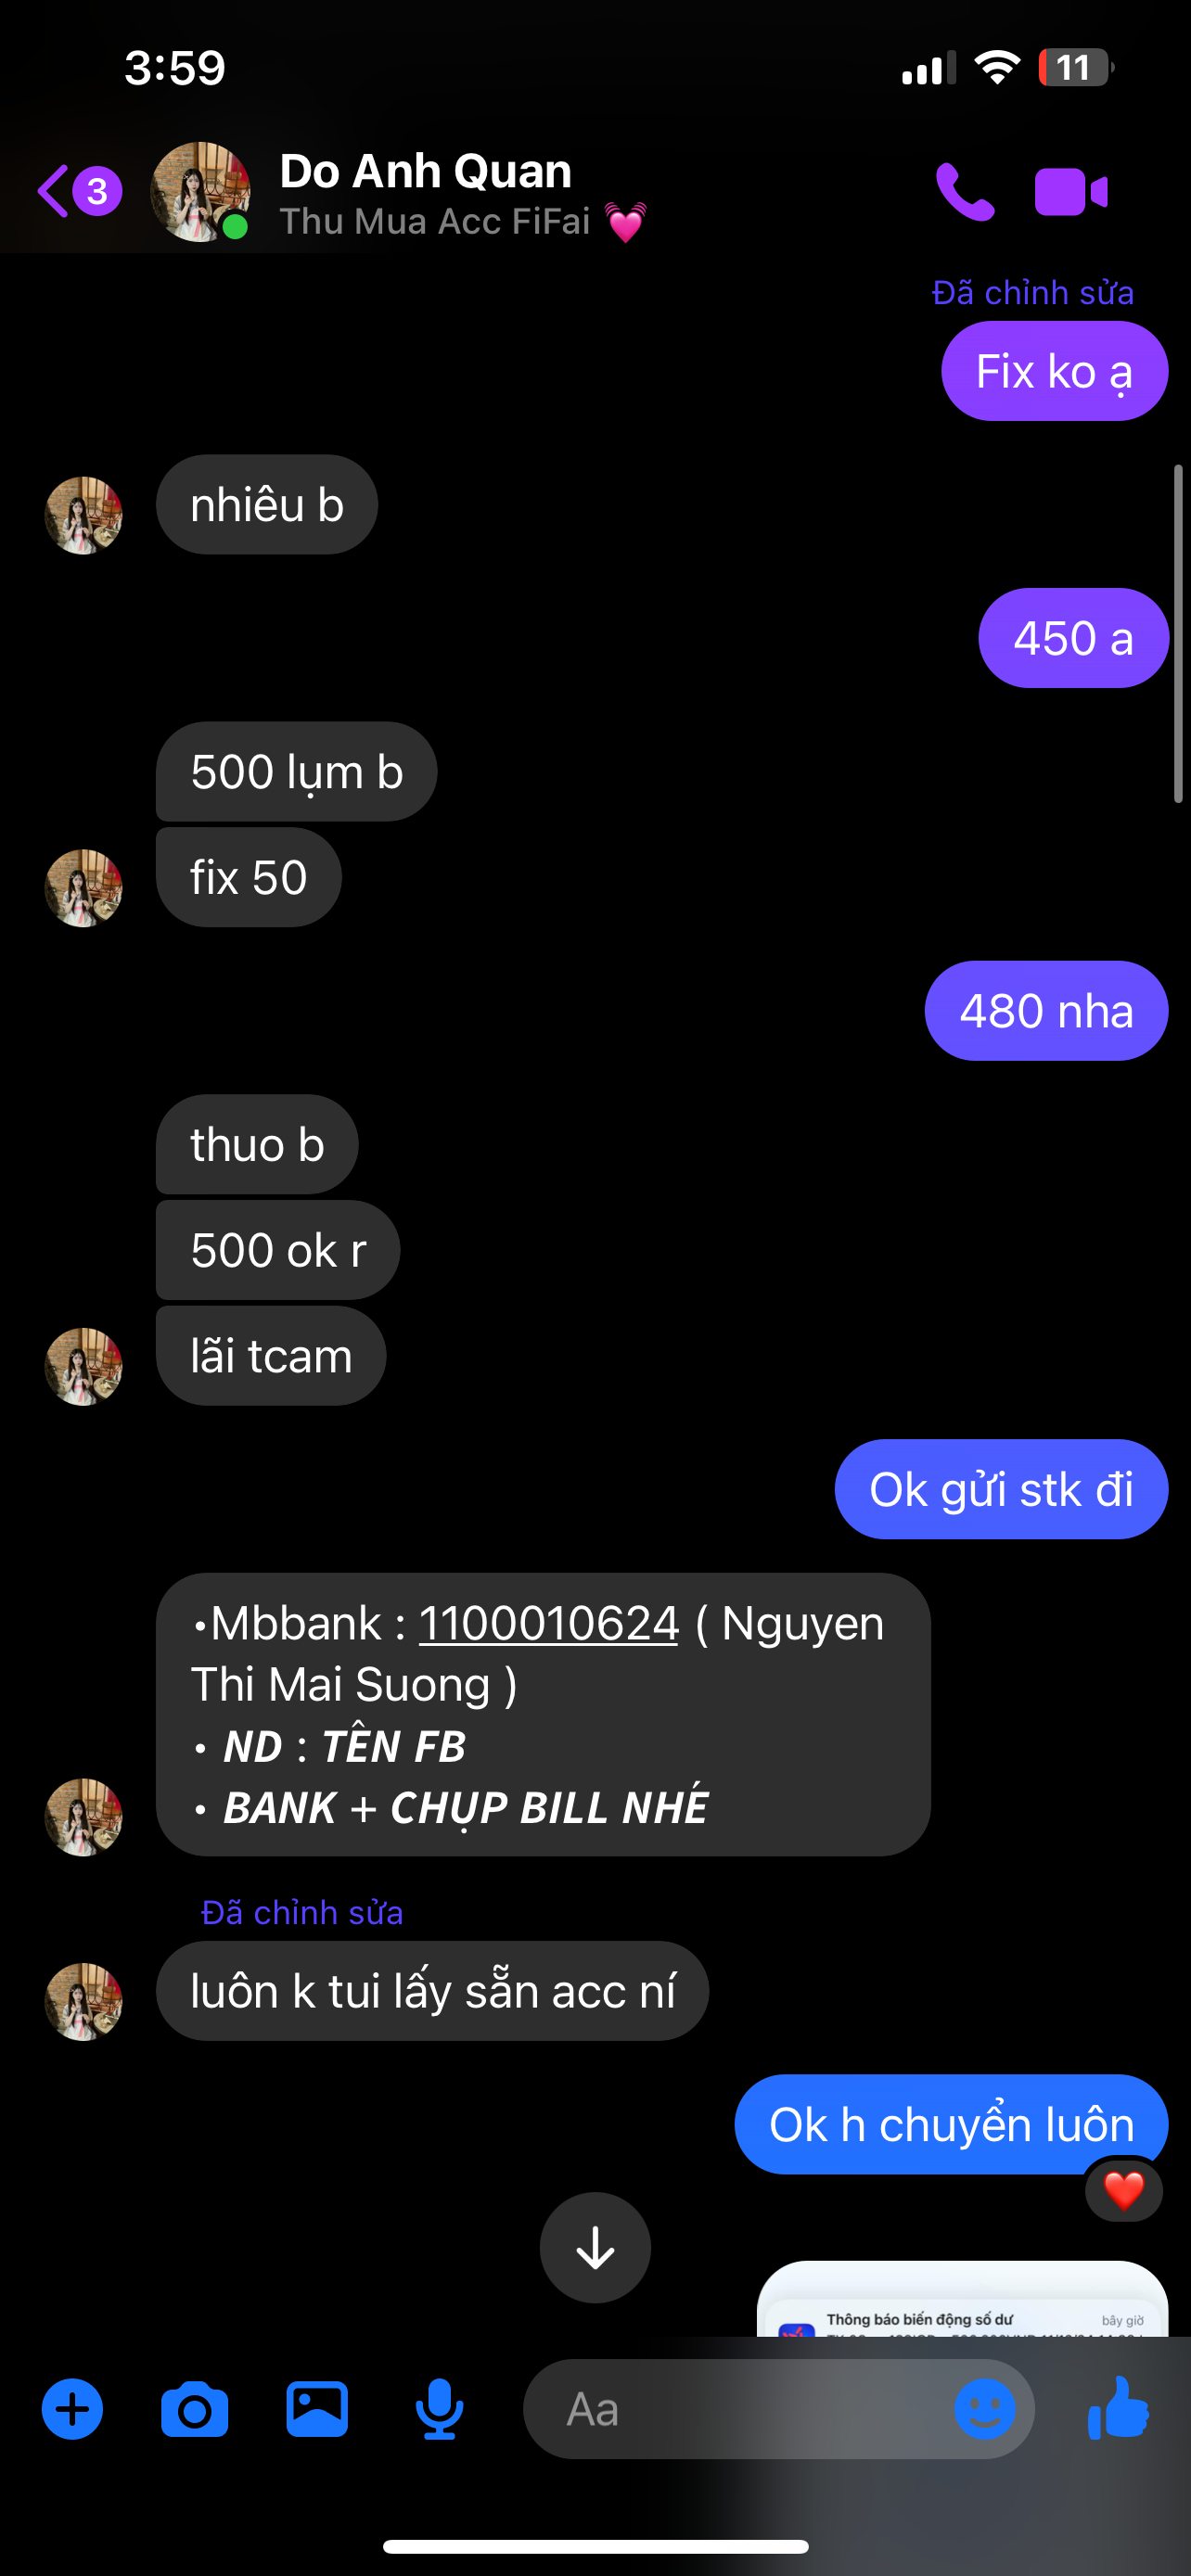 3:59
11
3
Do Anh Quan
Thu Mua Acc FiFai 💓
Đã chỉnh sửa
Fix ko ạ
nhiêu b
450 a
500 lụm b
fix 50
480 nha
thuo b
500 ok r
lãi tcam
Ok gửi stk đi
•Mbbank : 1100010624 ( Nguyen
Thi Mai Suong )
• ND : TÊN FB
• BANK + CHỤP BILL NHÉ
Đã chỉnh sửa
luôn k tui lấy sẵn acc ní
Ok h chuyển luôn
Thông báo biến động số dư
bây giờ
Aa